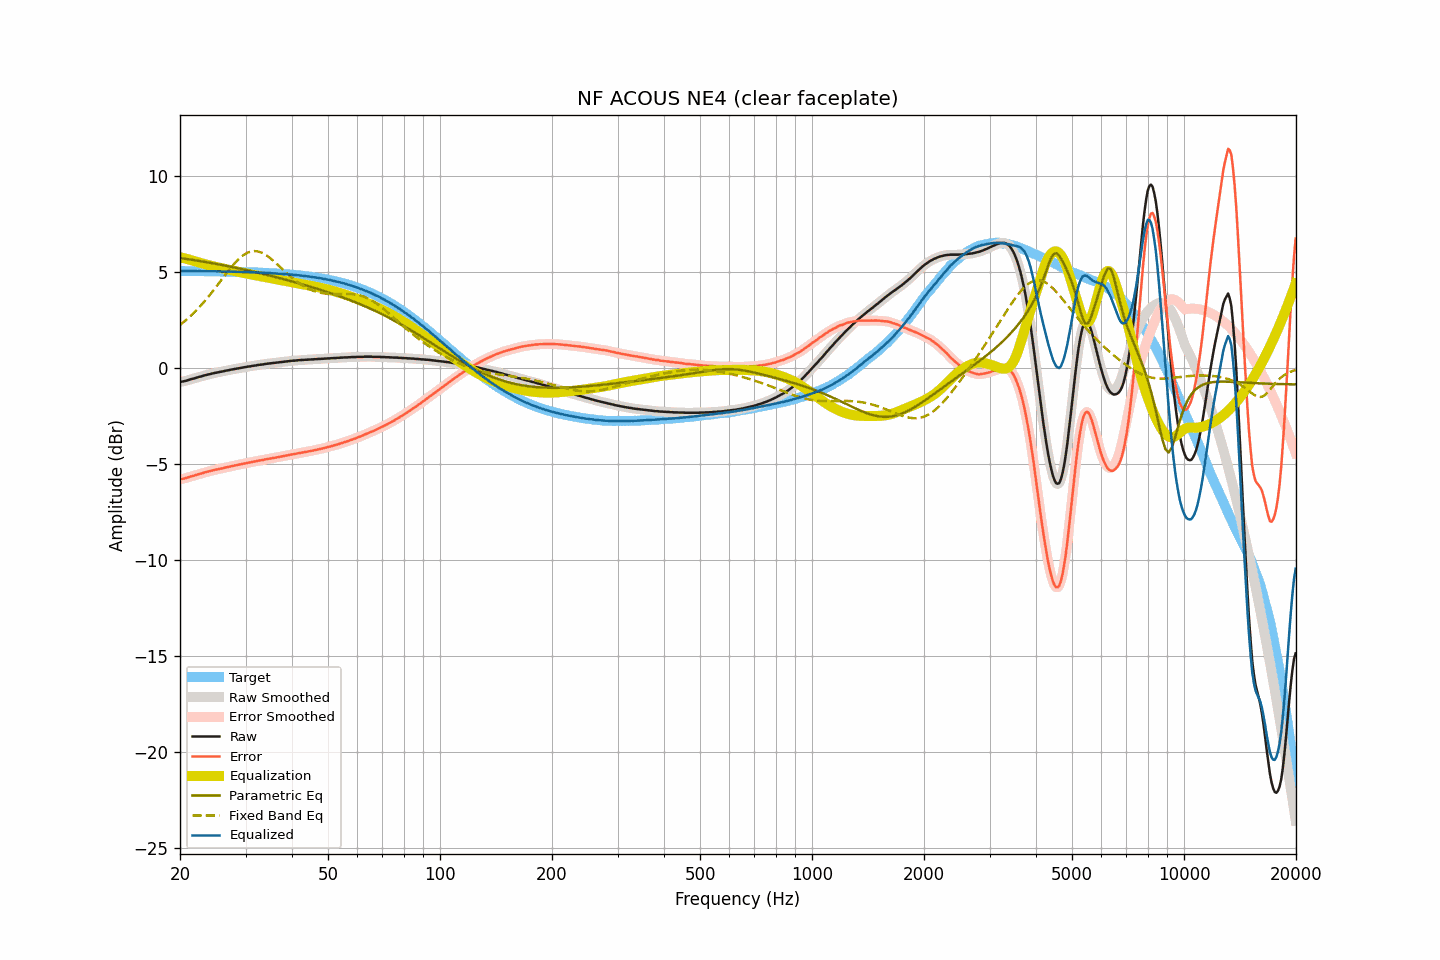 NF ACOUS NE4 (clear faceplate)
10
5
0
−5
−10
−15
−20
−25
Amplitude (dBr)
Target
Raw Smoothed
Error Smoothed
Raw
Error
Equalization
Parametric Eq
Fixed Band Eq
Equalized
20 50 100 200 500 1000 2000 5000 10000 20000
Frequency (Hz)